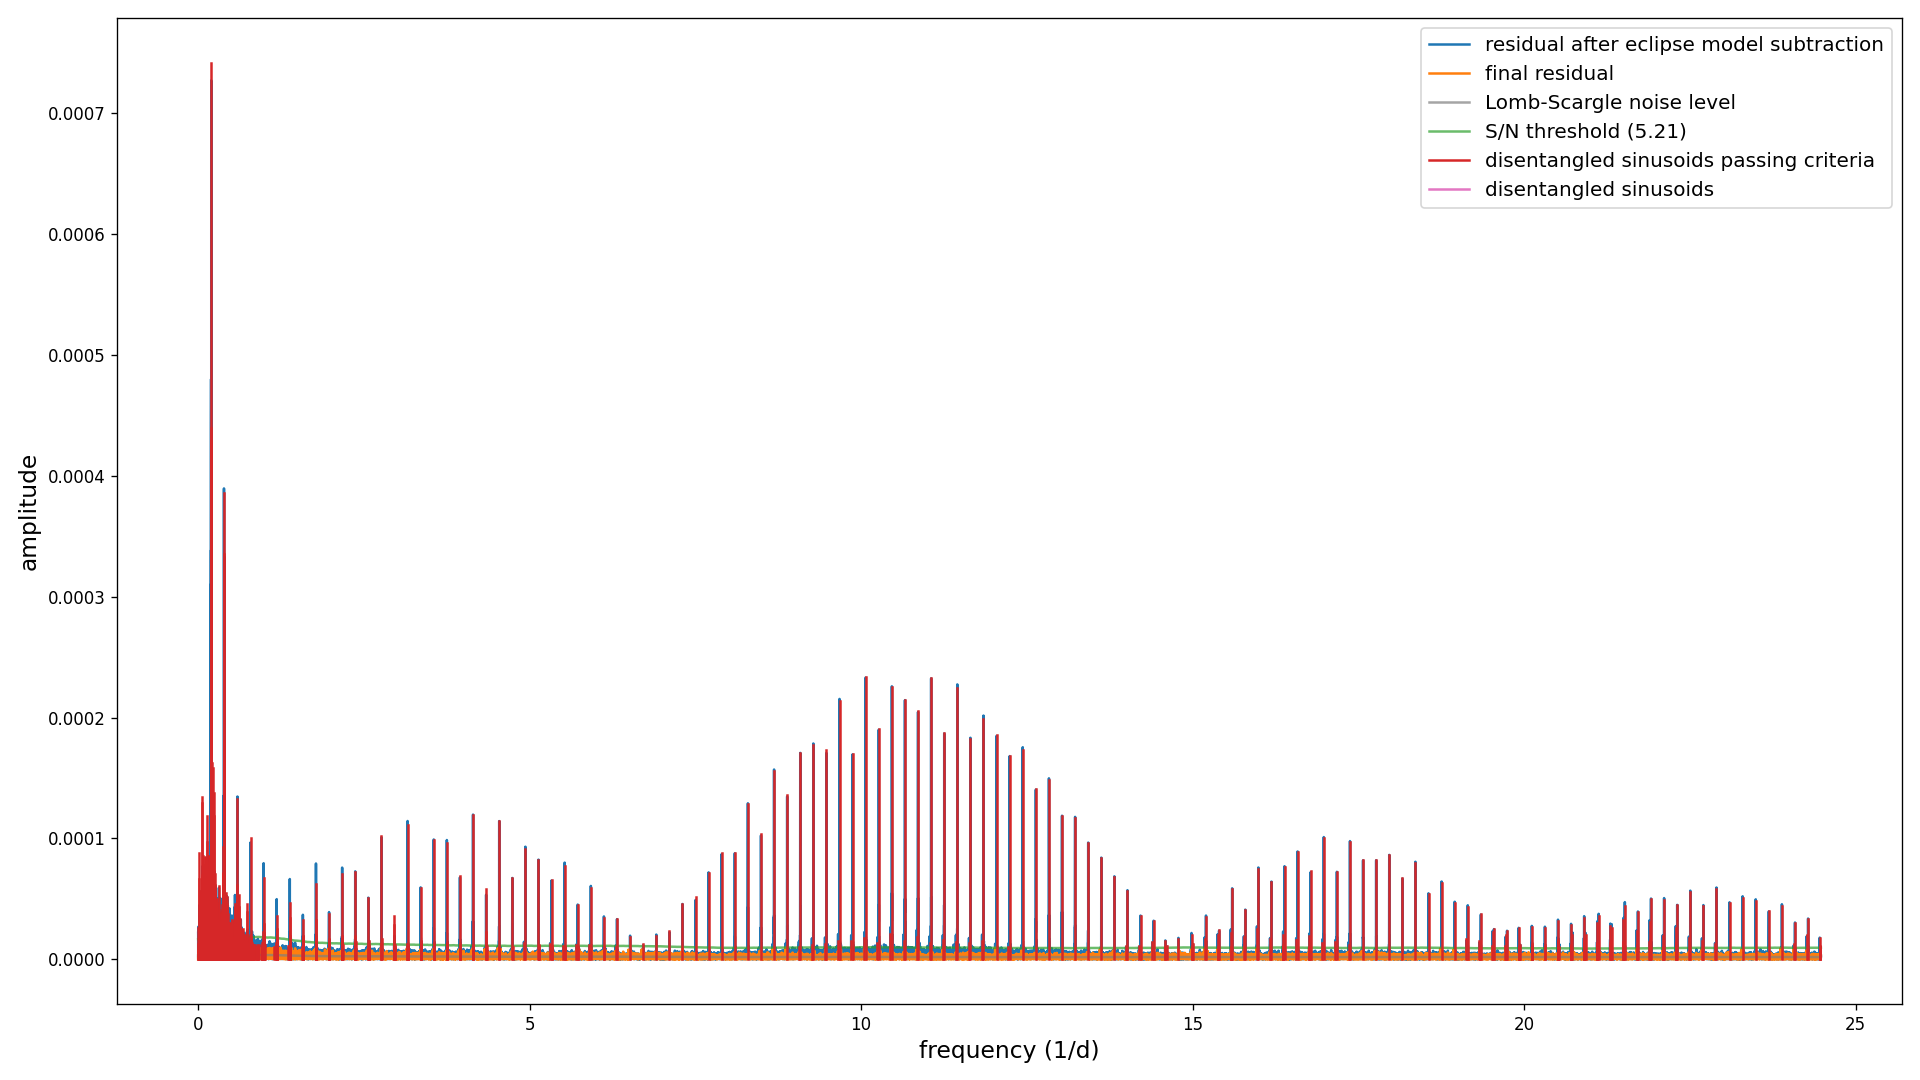 residual after eclipse model subtraction
final residual
Lomb-Scargle noise level
S/N threshold (5.21)
disentangled sinusoids passing criteria
disentangled sinusoids
0.0007
0.0006
0.0005
0.0004
0.0003
0.0002
0.0001
0.0000
amplitude
0 5 10 15 20 25
frequency (1/d)